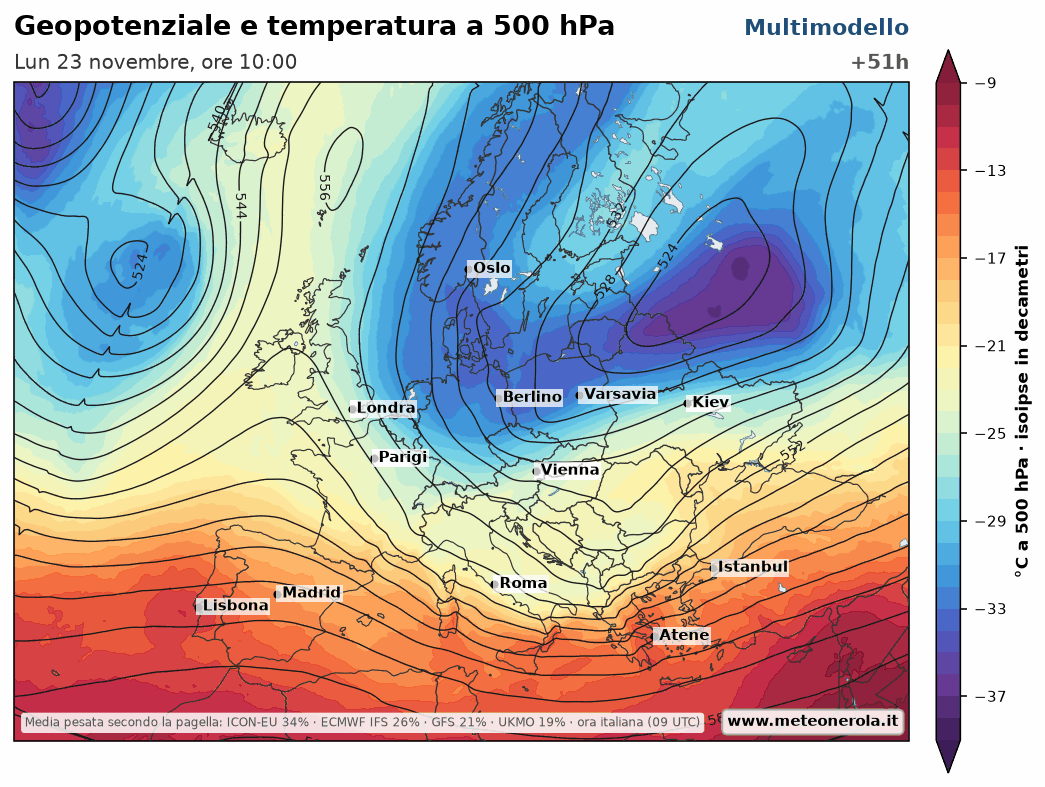 Geopotenziale e temperatura a 500 hPa
Multimodello
Lun 23 novembre, ore 10:00
+51h
540
544
556
524
532
524
528
Oslo
Londra
Berlino
Varsavia
Kiev
Parigi
Vienna
552
Roma
Istanbul
Madrid
Lisbona
Atene
Media pesata secondo la pagella: ICON-EU 34% · ECMWF IFS 26% · GFS 21% · UKMO 19% · ora italiana (09 UTC)
www.meteonerola.it
−9
−13
−17
−21
−25
−29
−33
−37
°C a 500 hPa · isoipse in decametri